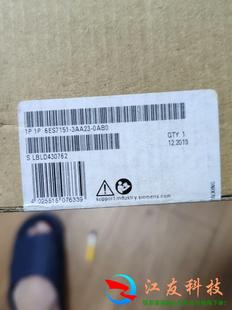 1P 1P 6ES7151-3AA23-0AB0
QTY 1
12.2013
S LBLD430762
support.industry.siemens.com
4 025515 076339
江友科技